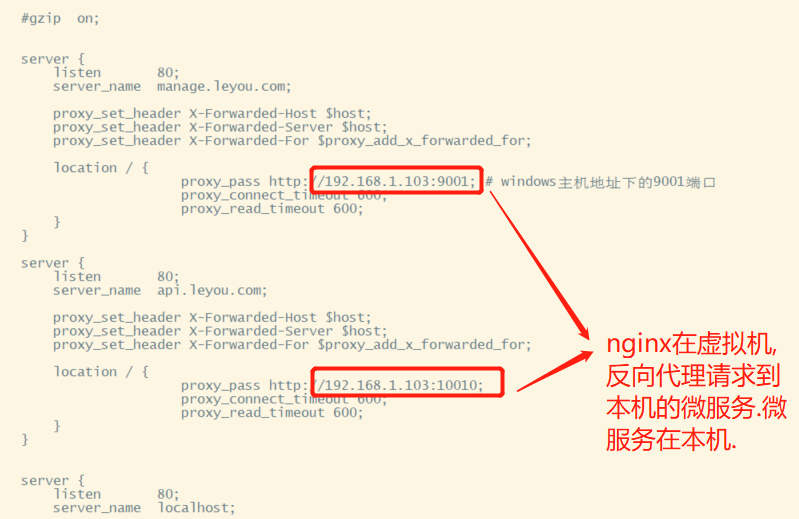 #gzip  on;
server {
listen       80;
server_name  manage.leyou.com;
proxy_set_header X-Forwarded-Host $host;
proxy_set_header X-Forwarded-Server $host;
proxy_set_header X-Forwarded-For $proxy_add_x_forwarded_for;
location / {
proxy_pass http://192.168.1.103:9001; # windows主机地址下的9001端口
proxy_connect_timeout 600;
proxy_read_timeout 600;
}
}
server {
listen       80;
server_name  api.leyou.com;
proxy_set_header X-Forwarded-Host $host;
proxy_set_header X-Forwarded-Server $host;
proxy_set_header X-Forwarded-For $proxy_add_x_forwarded_for;
location / {
proxy_pass http://192.168.1.103:10010;
proxy_connect_timeout 600;
proxy_read_timeout 600;
}
}
server {
listen       80;
server_name  localhost;
nginx在虚拟机,
反向代理请求到
本机的微服务.微
服务在本机.